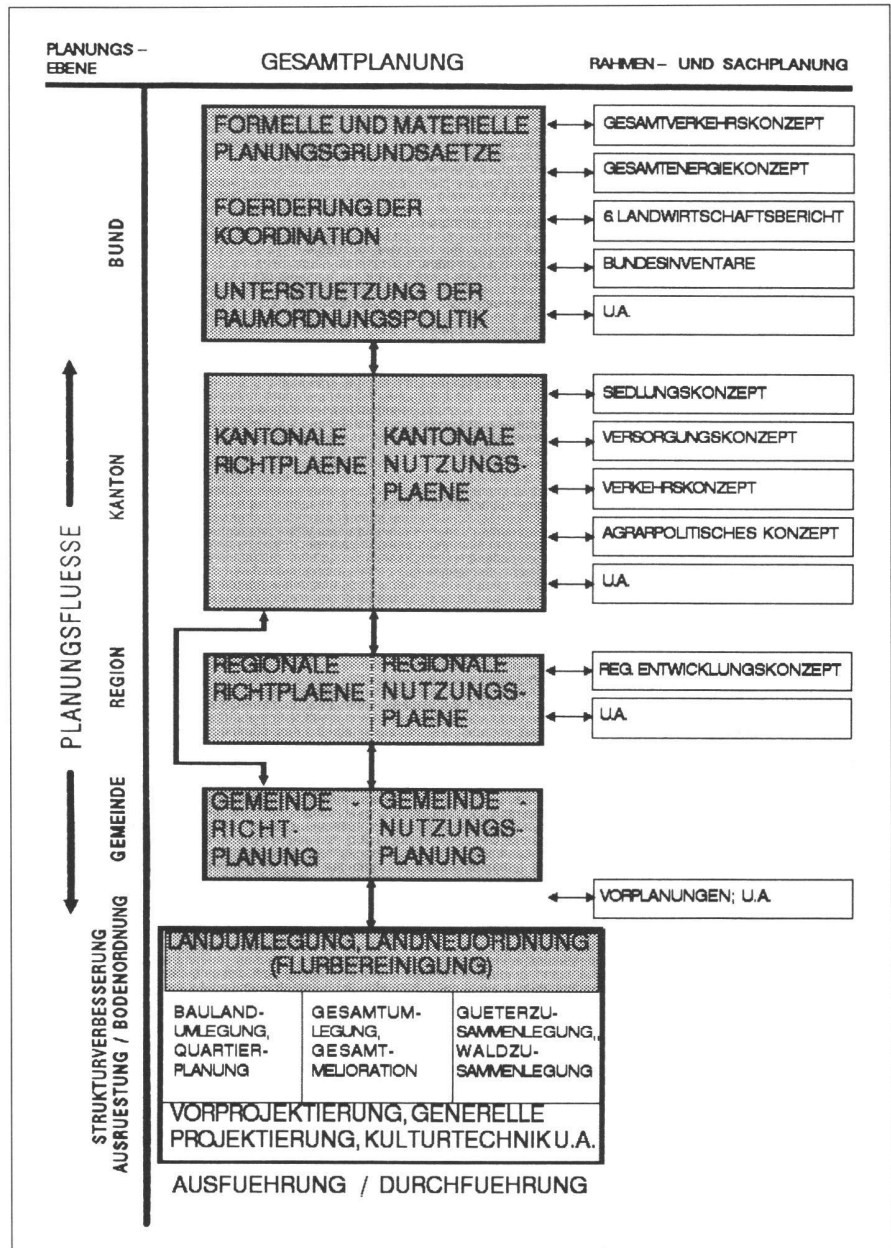 PLANUNGS-
EBENE
GESAMTPLANUNG
RAHMEN- UND SACHPLANUNG
BUND
FORMELLE UND MATERIELLE
PLANUNGSGRUNDSAETZE
FOERDERUNG DER
KOORDINATION
UNTERSTUETZUNG DER
RAUMORDNUNGSPOLITIK
GESAMTVERKEHRSKONZEPT
GESAMTENERGIEKONZEPT
6. LANDWIRTSCHAFTSBERICHT
BUNDESINVENTARE
U.A.
PLANUNGSFLUESSE
KANTON
KANTONALE
RICHTPLAENE
KANTONALE
NUTZUNGS-
PLAENE
SIEDLUNGSKONZEPT
VERSORGUNGSKONZEPT
VERKEHRSKONZEPT
AGRARPOLITISCHES KONZEPT
U.A.
REGION
REGIONALE
RICHTPLAENE
REGIONALE
NUTZUNGS-
PLAENE
REG. ENTWICKLUNGSKONZEPT
U.A.
GEMEINDE
GEMEINDE -
RICHT-
PLANUNG
GEMEINDE -
NUTZUNGS-
PLANUNG
VORPLANUNGEN; U.A.
STRUKTURVERBESSERUNG
AUSRUESTUNG / BODENORDNUNG
LANDUMLEGUNG, LANDNEUORDNUNG
(FLURBEREINIGUNG)
BAULAND-
UMLEGUNG,
QUARTIER-
PLANUNG
GESAMTUM-
LEGUNG,
GESAMT-
MELIORATION
GUETERZU-
SAMMENLEGUNG,,
WALDZU-
SAMMENLEGUNG
VORPROJEKTIERUNG, GENERELLE
PROJEKTIERUNG, KULTURTECHNIK U.A.
AUSFUEHRUNG / DURCHFUEHRUNG